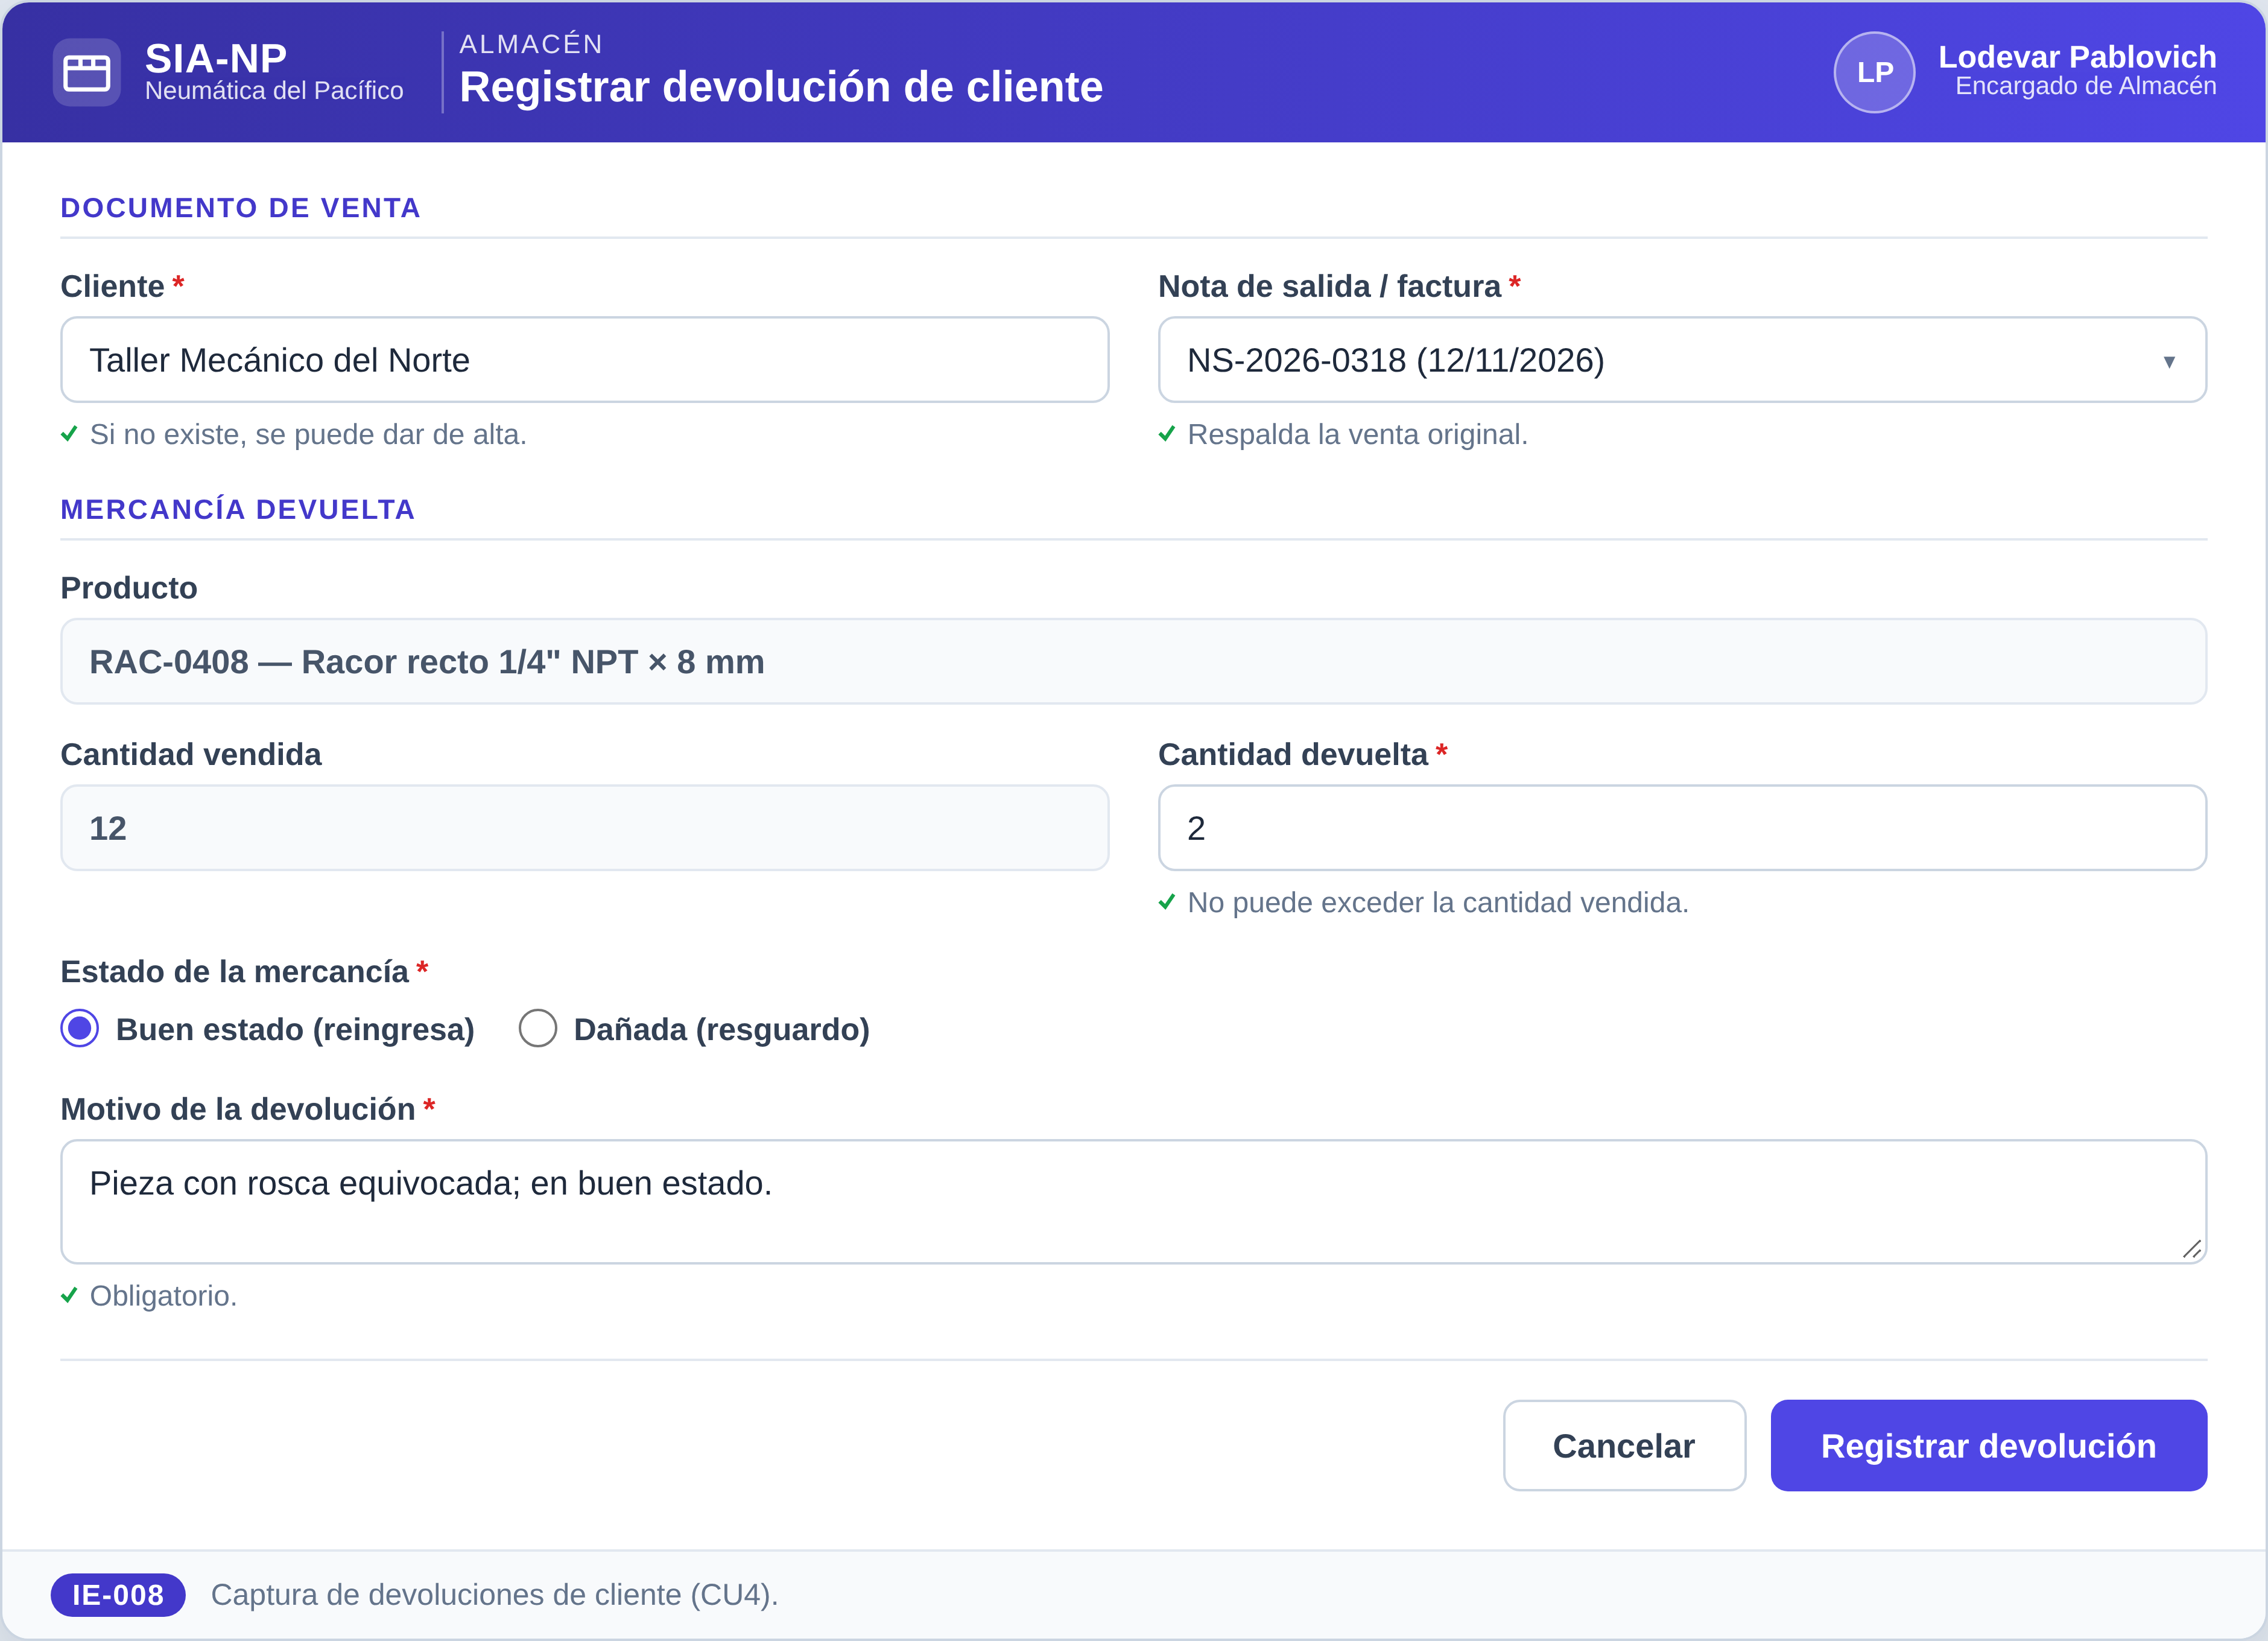 SIA-NP
Neumática del Pacífico
ALMACÉN
Registrar devolución de cliente
LP
Lodevar Pablovich
Encargado de Almacén
DOCUMENTO DE VENTA
Cliente *
Taller Mecánico del Norte
Si no existe, se puede dar de alta.
Nota de salida / factura *
NS-2026-0318 (12/11/2026)
Respalda la venta original.
MERCANCÍA DEVUELTA
Producto
RAC-0408 — Racor recto 1/4" NPT × 8 mm
Cantidad vendida
12
Cantidad devuelta *
2
No puede exceder la cantidad vendida.
Estado de la mercancía *
Buen estado (reingresa)
Dañada (resguardo)
Motivo de la devolución *
Pieza con rosca equivocada; en buen estado.
Obligatorio.
Cancelar
Registrar devolución
IE-008
Captura de devoluciones de cliente (CU4).